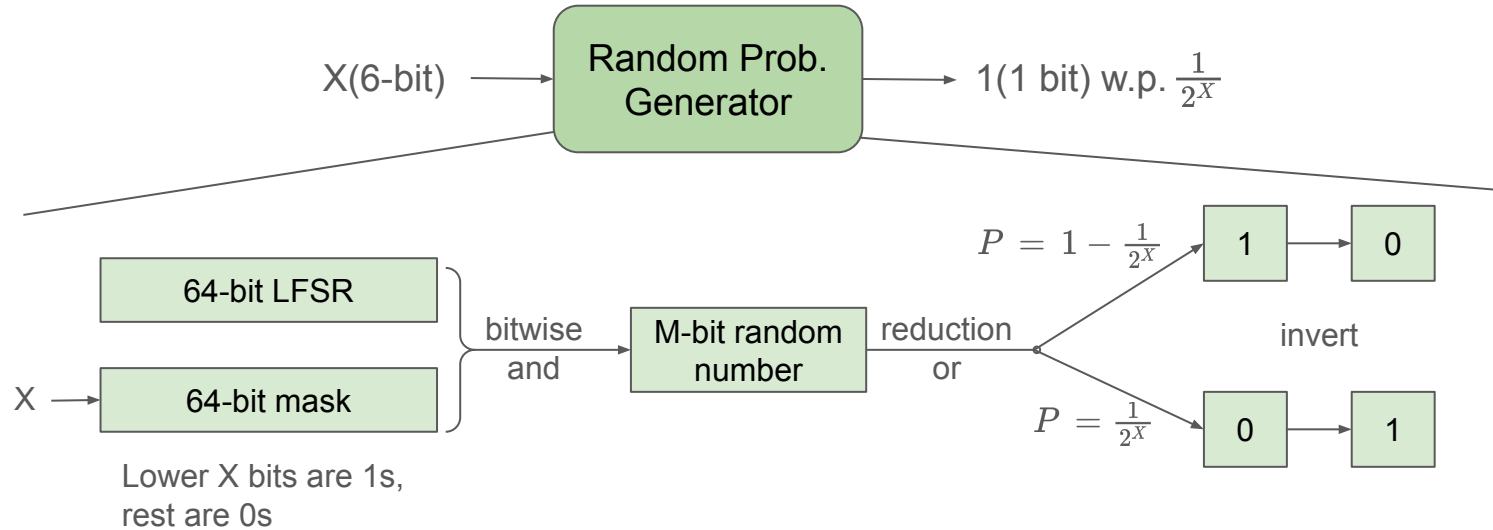 X(6-bit)
Random Prob.
Generator
1(1 bit) w.p. 1/2^X
64-bit LFSR
X
64-bit mask
Lower X bits are 1s,
rest are 0s
bitwise
and
M-bit random
number
reduction
or
P = 1 − 1/2^X
1
0
invert
P = 1/2^X
0
1